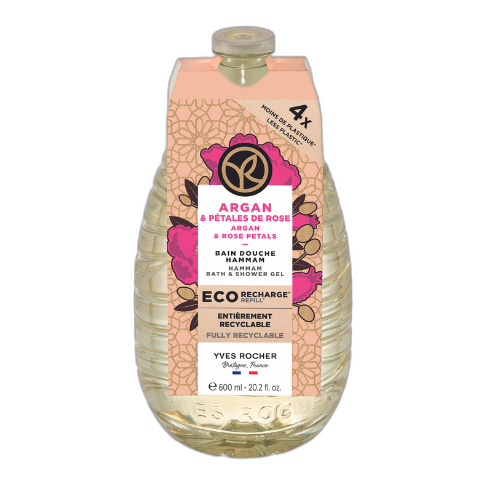 4x
MOINS DE PLASTIQUE*
LESS PLASTIC*
ARGAN
& PÉTALES DE ROSE
ARGAN
& ROSE PETALS
BAIN DOUCHE
HAMMAM
HAMMAM
BATH & SHOWER GEL
ECO RECHARGE*
REFILL*
ENTIÈREMENT
RECYCLABLE
FULLY RECYCLABLE
YVES ROCHER
Bretagne, France
℮ 600 ml - 20.2 fl. oz.